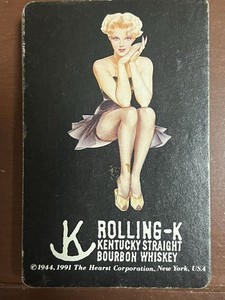 ROLLING-K
KENTUCKY STRAIGHT
BOURBON WHISKEY
©1944, 1991 The Hearst Corporation, New York, USA